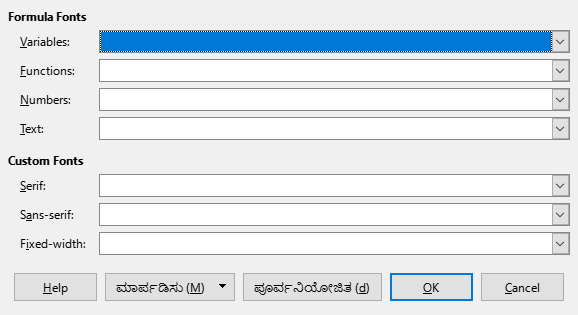 Formula Fonts
Variables:
Functions:
Numbers:
Text:
Custom Fonts
Serif:
Sans-serif:
Fixed-width:
Help ಮಾರ್ಪಡಿಸು (M) ಪೂರ್ವನಿಯೋಜಿತ (d) OK Cancel